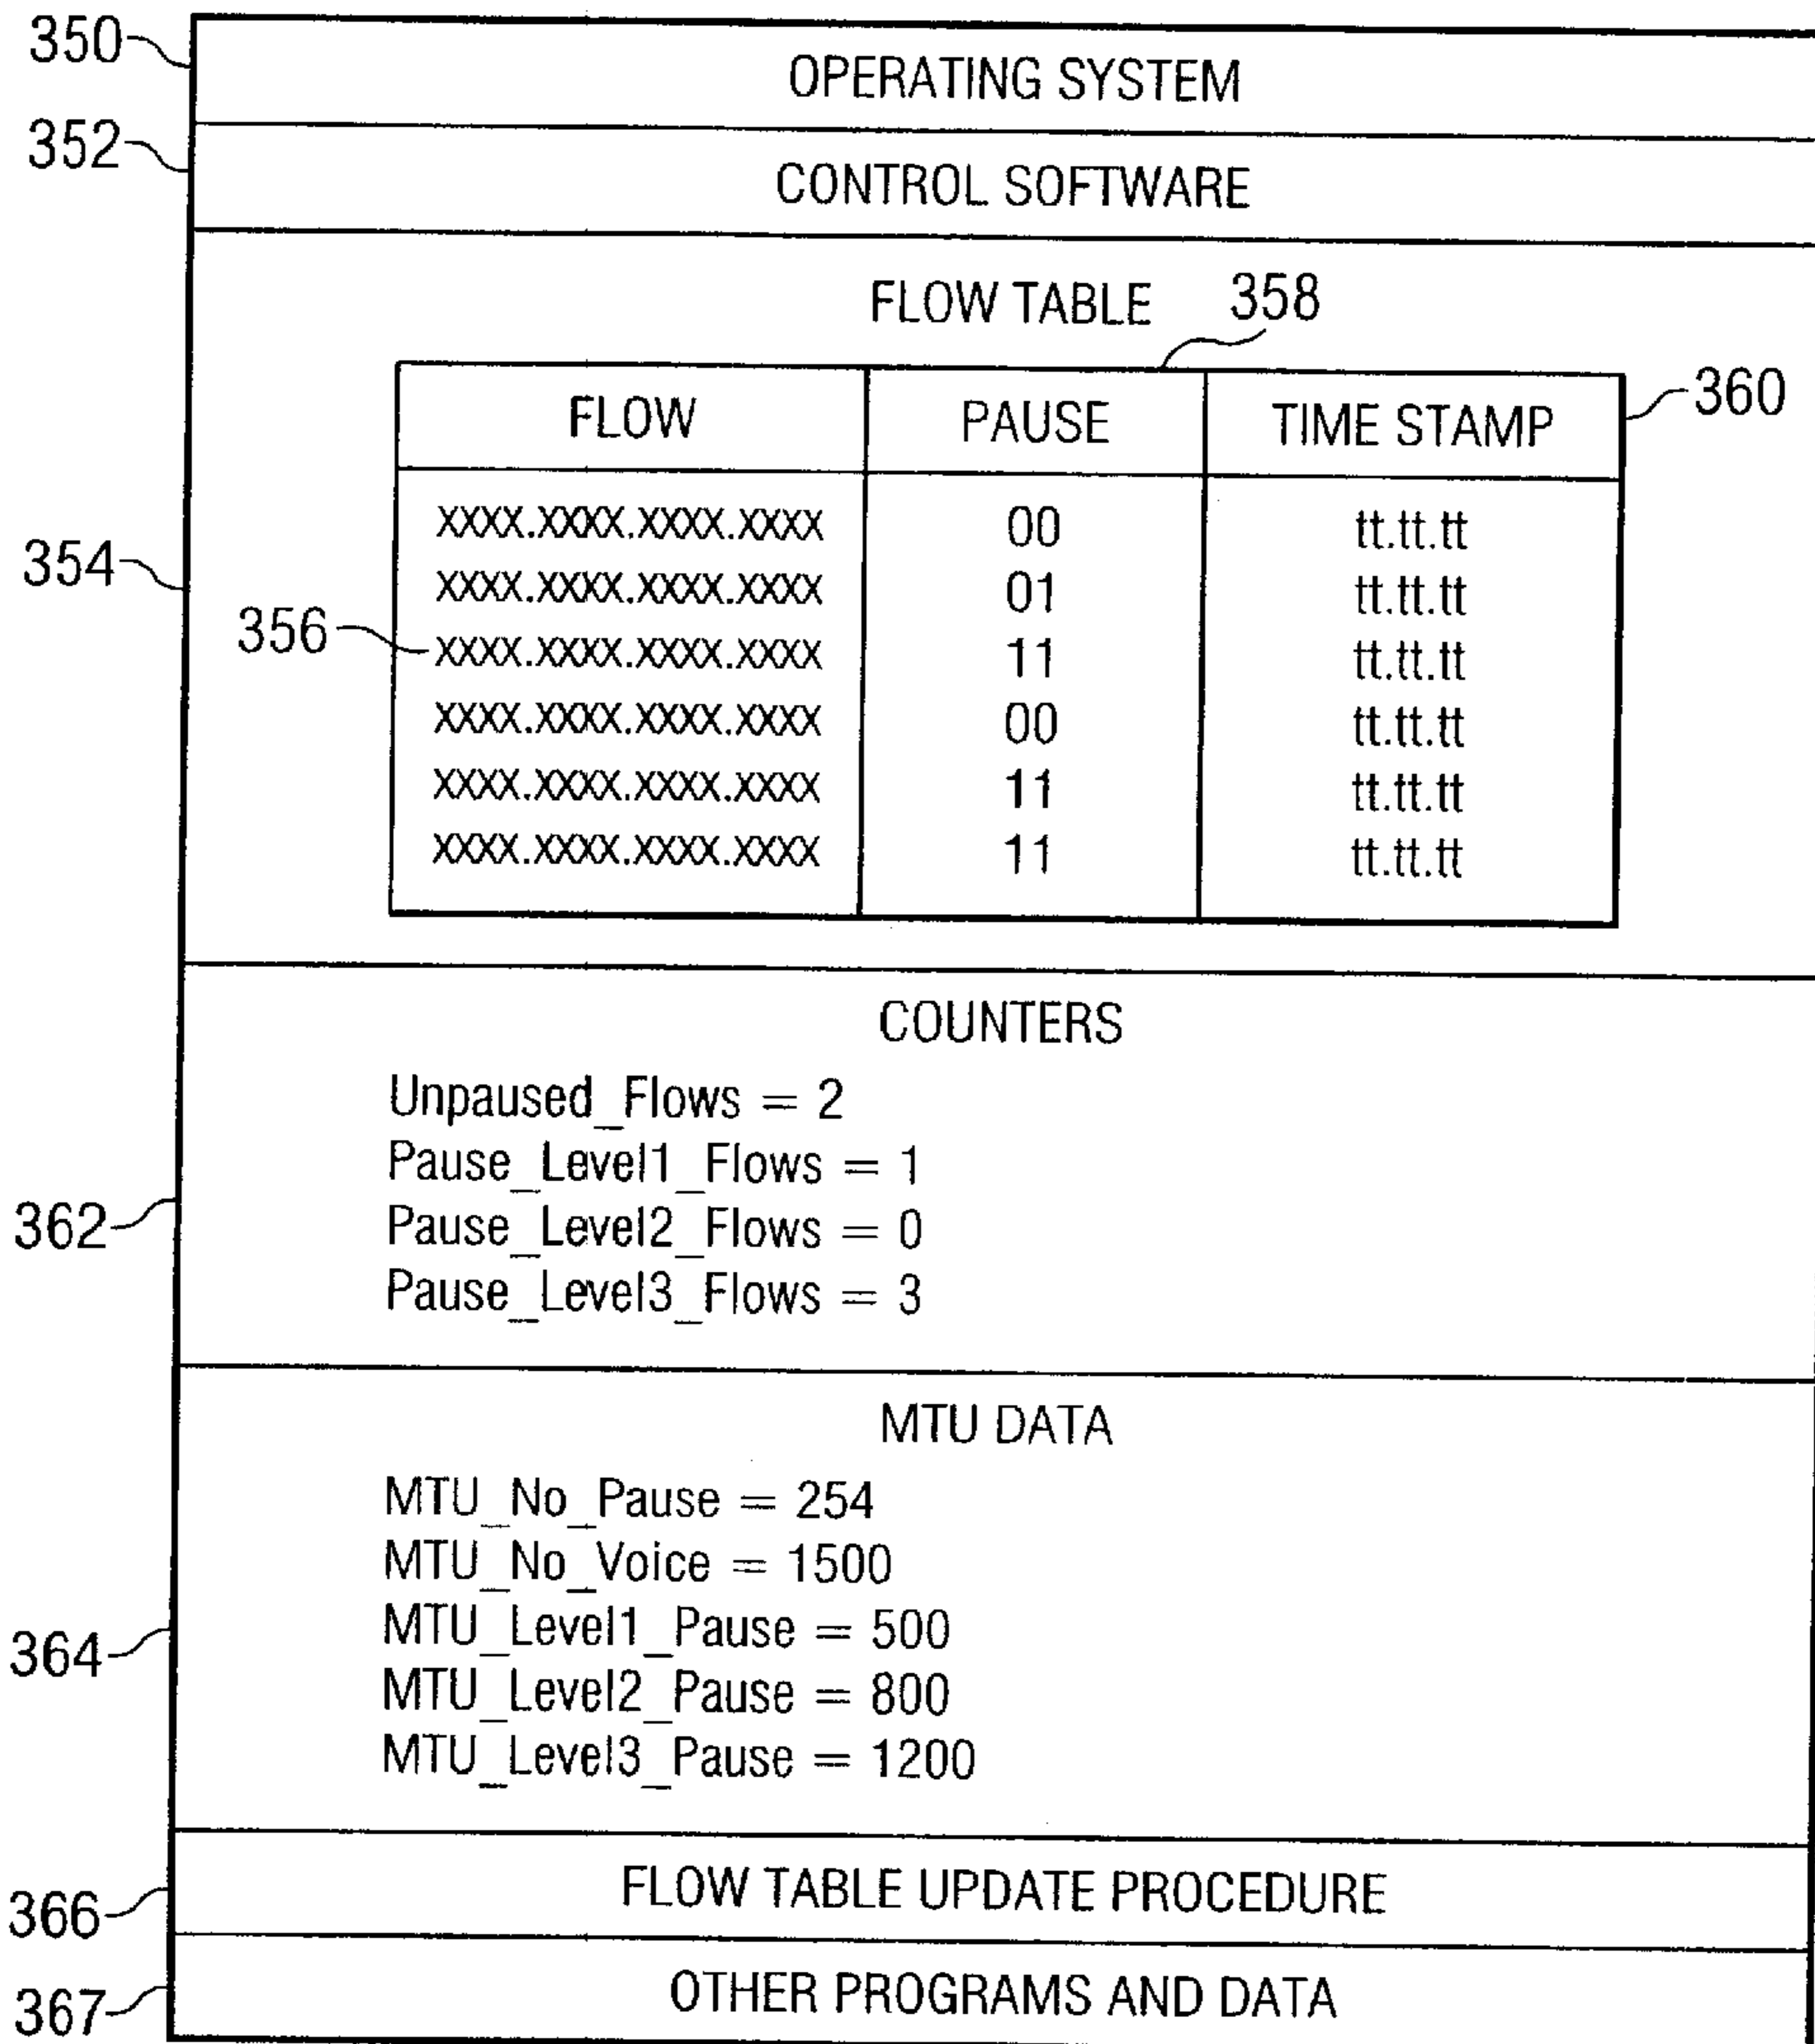 350
OPERATING SYSTEM
352
CONTROL SOFTWARE
FLOW TABLE 358
360
FLOW PAUSE TIME STAMP
XXXX.XXXX.XXXX.XXXX 00 tt.tt.tt
354
XXXX.XXXX.XXXX.XXXX 01 tt.tt.tt
356 XXXX.XXXX.XXXX.XXXX 11 tt.tt.tt
XXXX.XXXX.XXXX.XXXX 00 tt.tt.tt
XXXX.XXXX.XXXX.XXXX 11 tt.tt.tt
XXXX.XXXX.XXXX.XXXX 11 tt.tt.tt
COUNTERS
Unpaused_Flows = 2
Pause_Level1_Flows = 1
362
Pause_Level2_Flows = 0
Pause_Level3_Flows = 3
MTU DATA
MTU_No_Pause = 254
MTU_No_Voice = 1500
364
MTU_Level1_Pause = 500
MTU_Level2_Pause = 800
MTU_Level3_Pause = 1200
366
FLOW TABLE UPDATE PROCEDURE
367
OTHER PROGRAMS AND DATA